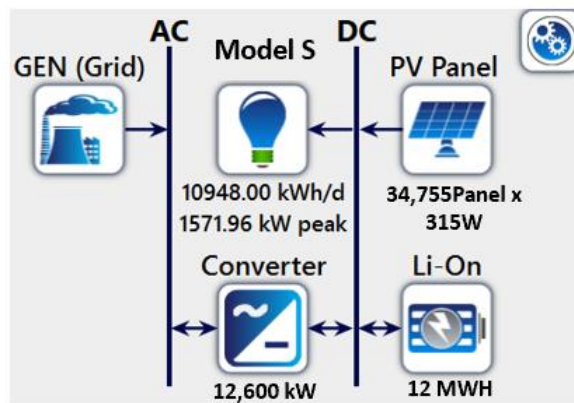 AC
Model S
DC
GEN (Grid)
PV Panel
10948.00 kWh/d
1571.96 kW peak
34,755Panel x
315W
Converter
Li-On
12,600 kW
12 MWH